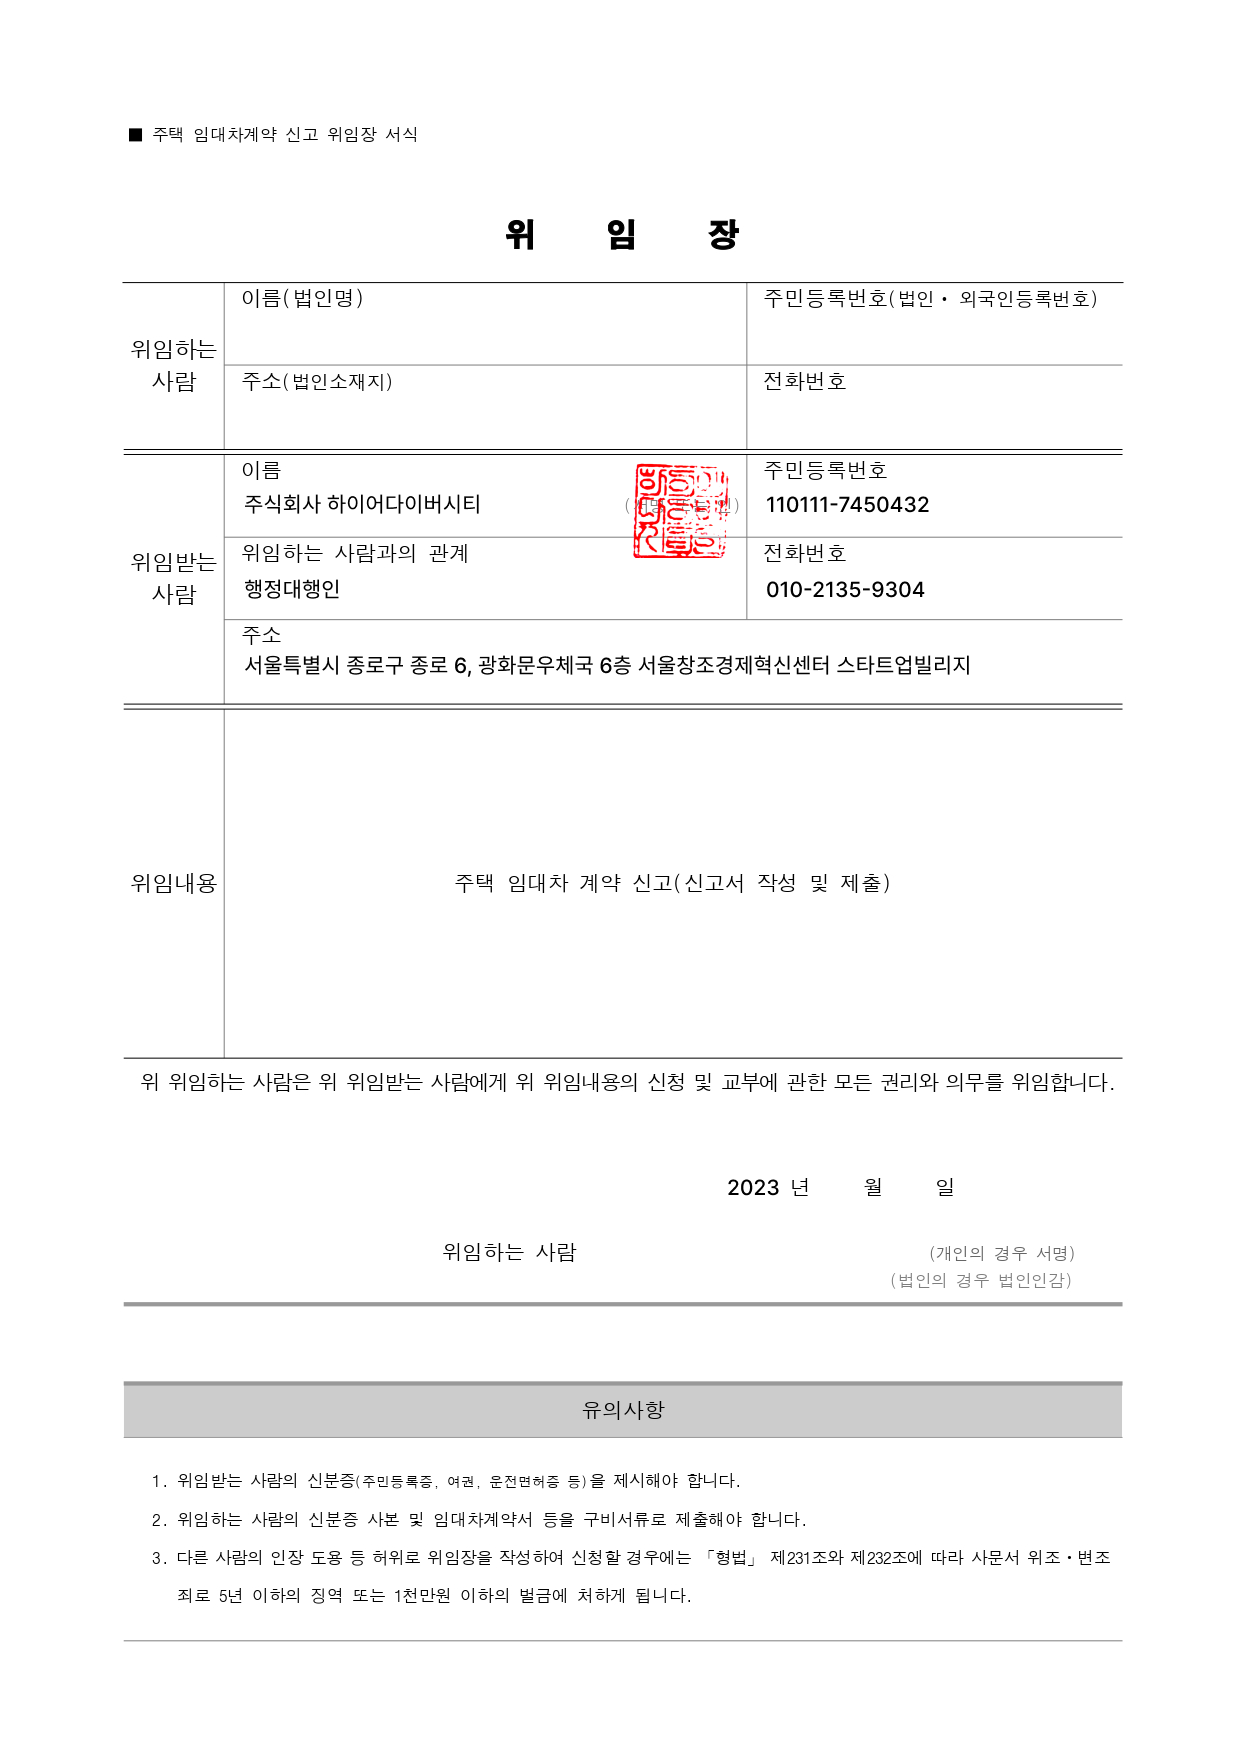 ■ 주택 임대차계약 신고 위임장 서식
위 임 장
이름(법인명)
주민등록번호(법인· 외국인등록번호)
위임하는
사람
주소(법인소재지)
전화번호
이름
주민등록번호
주식회사 하이어다이버시티
(서명 또는 인)
110111-7450432
위임받는
사람
위임하는 사람과의 관계
전화번호
행정대행인
010-2135-9304
주소
서울특별시 종로구 종로 6, 광화문우체국 6층 서울창조경제혁신센터 스타트업빌리지
위임내용
주택 임대차 계약 신고(신고서 작성 및 제출)
위 위임하는 사람은 위 위임받는 사람에게 위 위임내용의 신청 및 교부에 관한 모든 권리와 의무를 위임합니다.
2023 년 월 일
위임하는 사람
(개인의 경우 서명)
(법인의 경우 법인인감)
유의사항
1. 위임받는 사람의 신분증(주민등록증, 여권, 운전면허증 등)을 제시해야 합니다.
2. 위임하는 사람의 신분증 사본 및 임대차계약서 등을 구비서류로 제출해야 합니다.
3. 다른 사람의 인장 도용 등 허위로 위임장을 작성하여 신청할 경우에는 「형법」 제231조와 제232조에 따라 사문서 위조·변조
죄로 5년 이하의 징역 또는 1천만원 이하의 벌금에 처하게 됩니다.